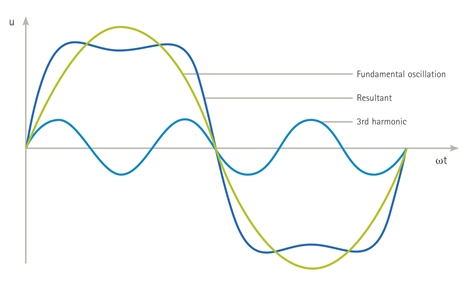 u
Fundamental oscillation
Resultant
3rd harmonic
ωt